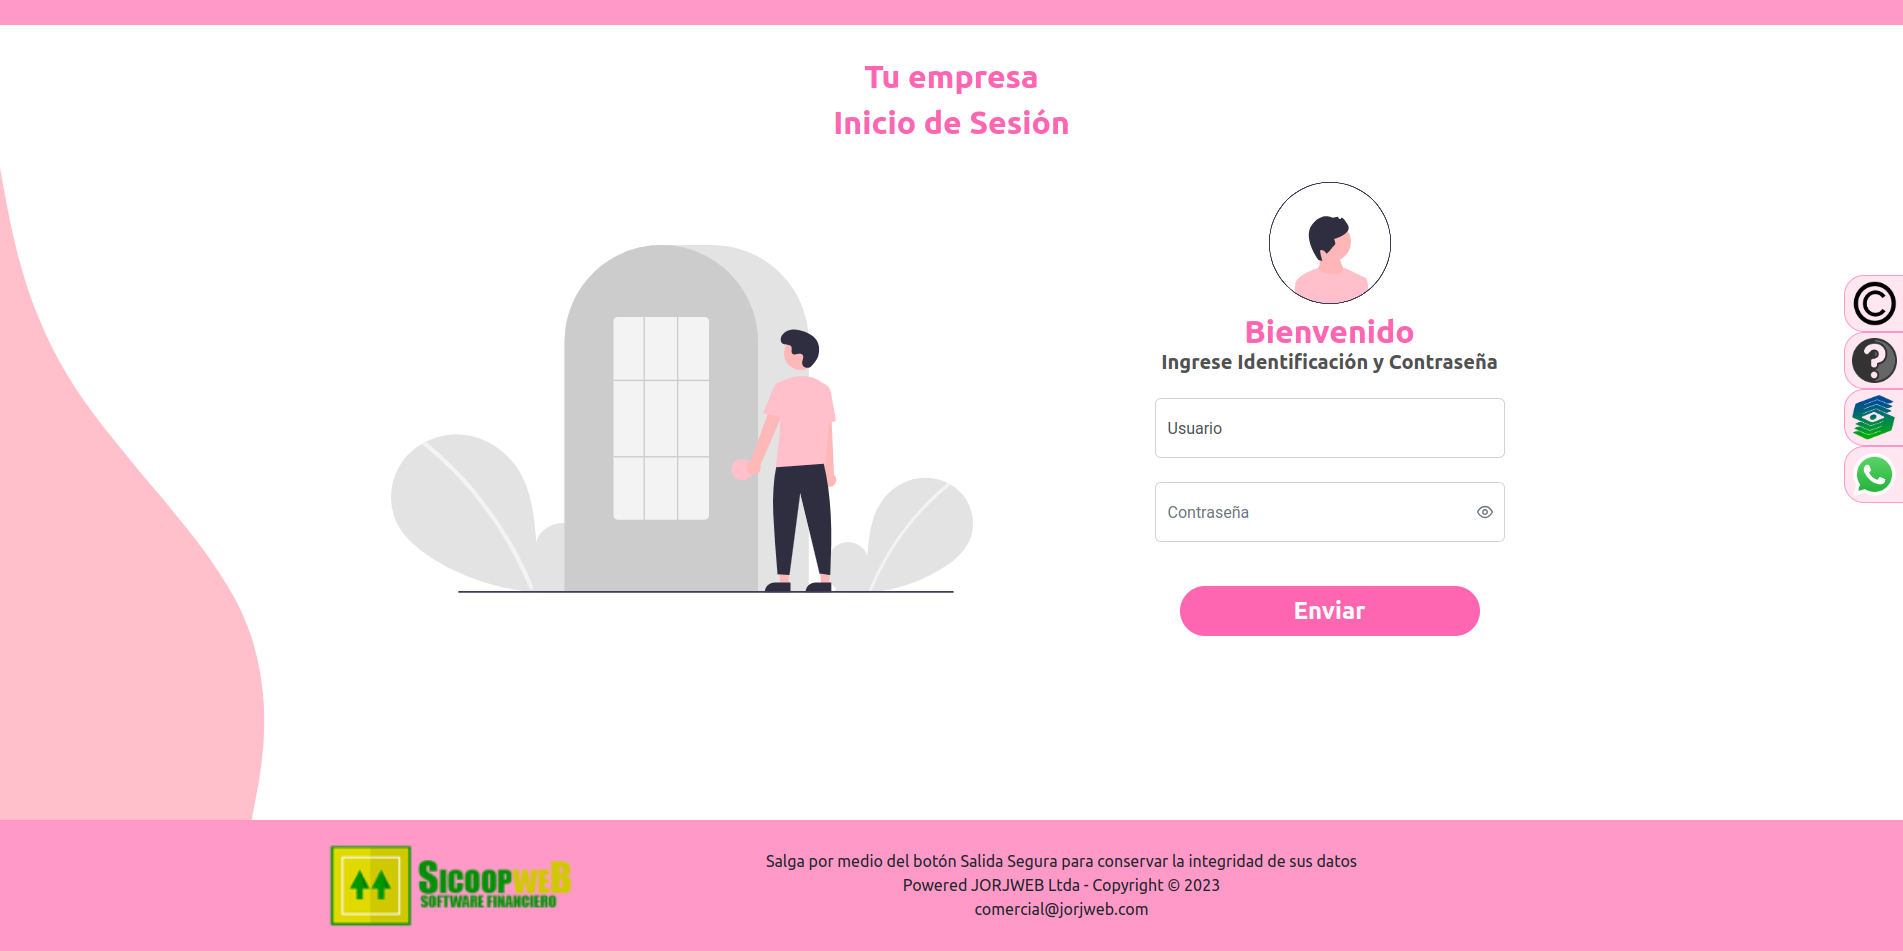 Tu empresa
Inicio de Sesión
Bienvenido
Ingrese Identificación y Contraseña
Usuario
Contraseña
Enviar
SICOOPWEB
SOFTWARE FINANCIERO
Salga por medio del botón Salida Segura para conservar la integridad de sus datos
Powered JORJWEB Ltda - Copyright © 2023
comercial@jorjweb.com